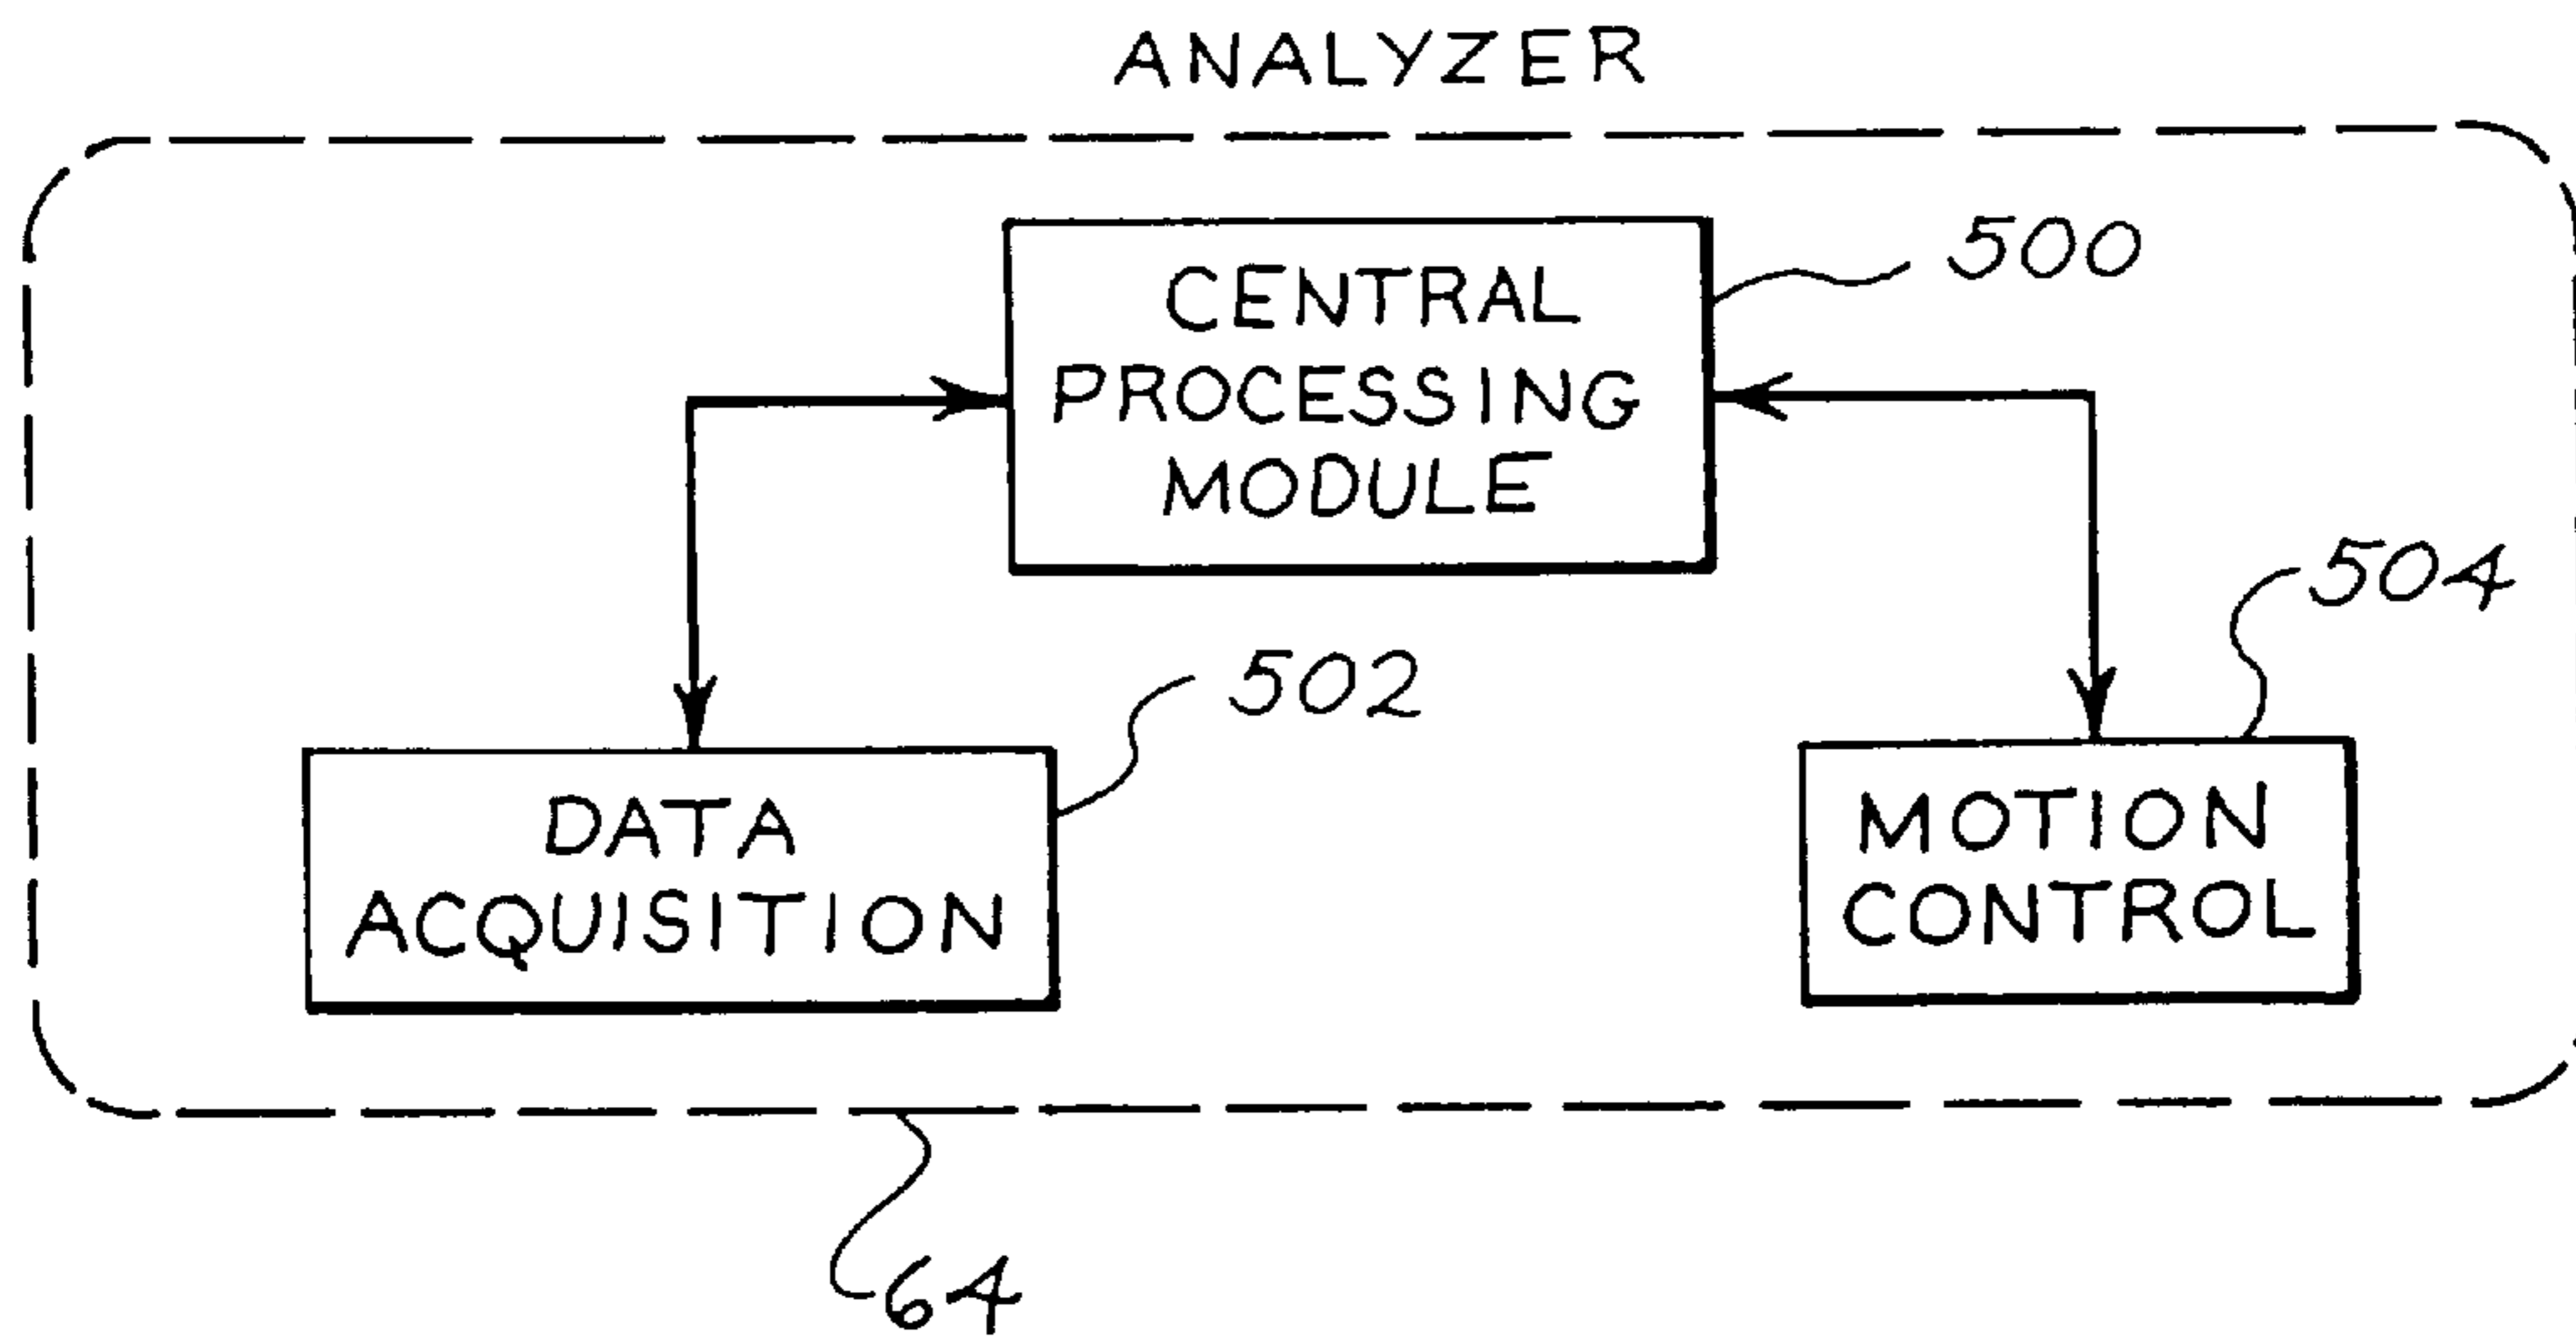 ANALYZER
CENTRAL
PROCESSING
MODULE
500
502
504
DATA
ACQUISITION
MOTION
CONTROL
64